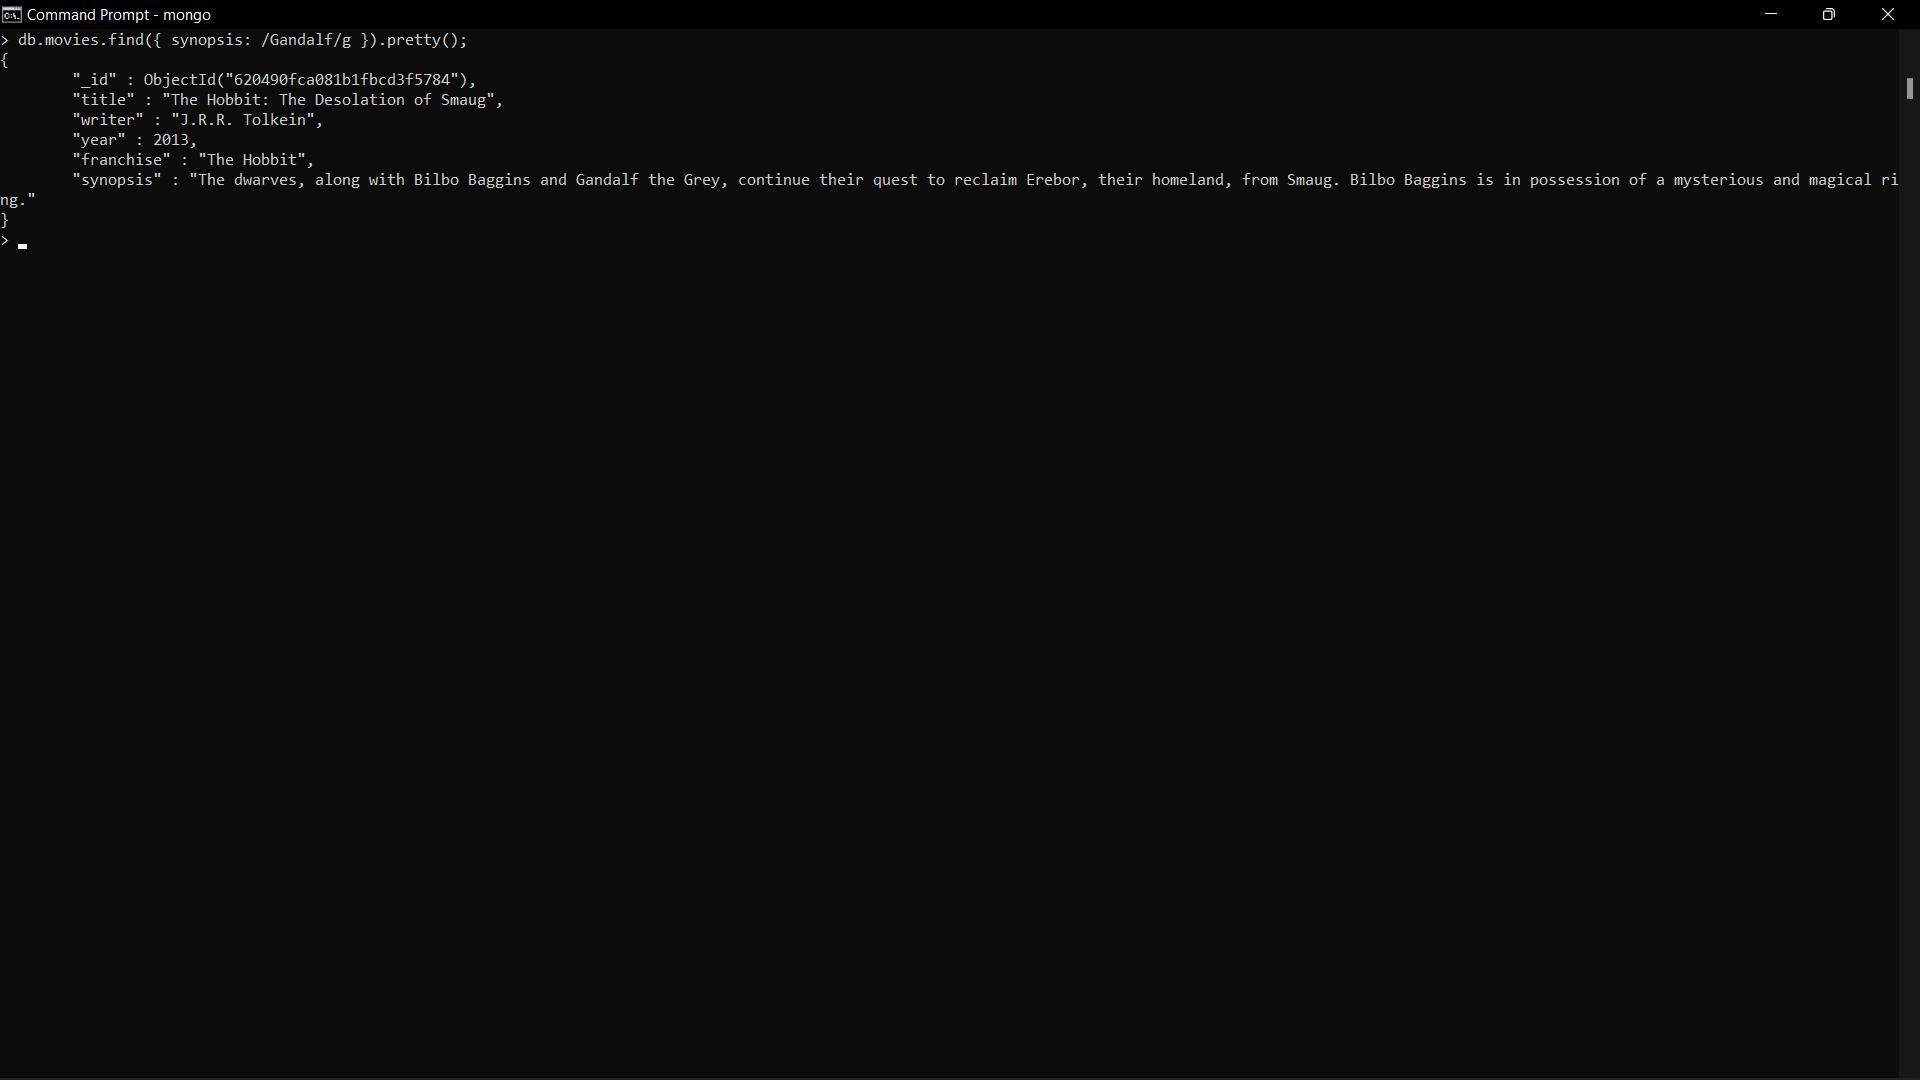 Command Prompt - mongo
> db.movies.find({ synopsis: /Gandalf/g }).pretty();
{
"_id" : ObjectId("620490fca081b1fbcd3f5784"),
"title" : "The Hobbit: The Desolation of Smaug",
"writer" : "J.R.R. Tolkein",
"year" : 2013,
"franchise" : "The Hobbit",
"synopsis" : "The dwarves, along with Bilbo Baggins and Gandalf the Grey, continue their quest to reclaim Erebor, their homeland, from Smaug. Bilbo Baggins is in possession of a mysterious and magical ri
ng."
}
>